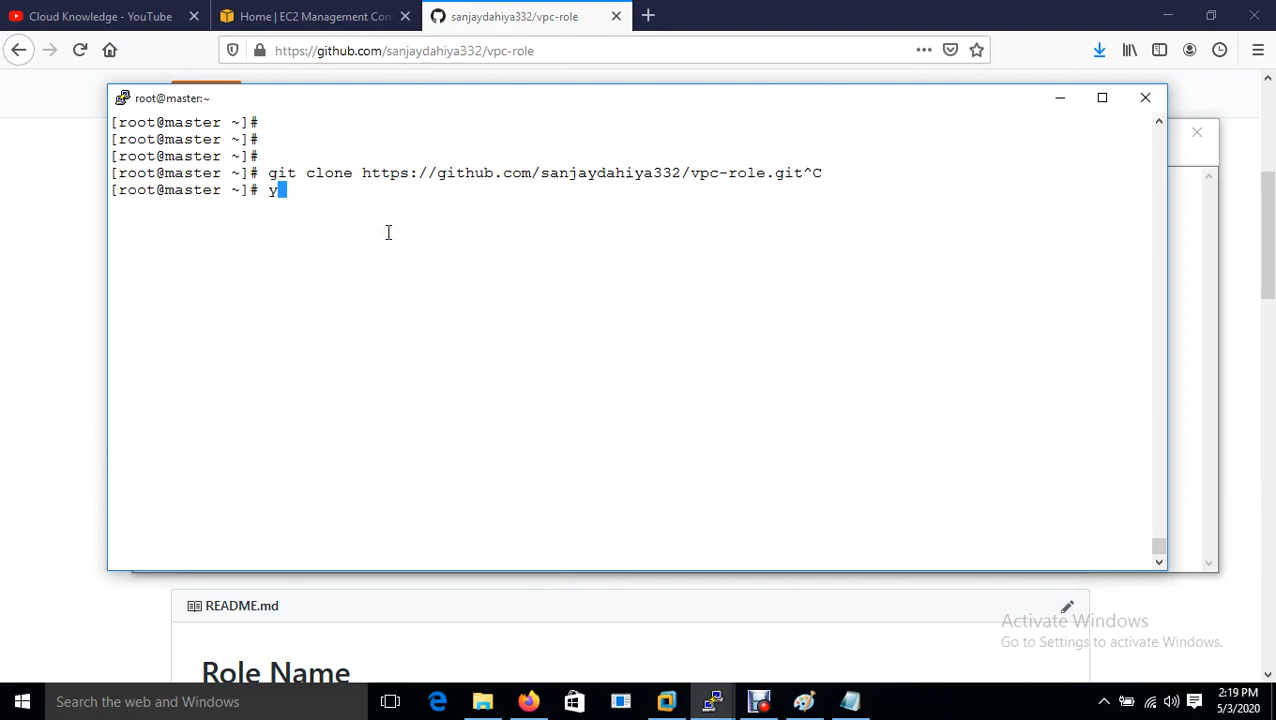 Cloud Knowledge - YouTube
Home | EC2 Management Con
sanjaydahiya332/vpc-role
https://github.com/sanjaydahiya332/vpc-role
root@master:~
[root@master ~]#
[root@master ~]#
[root@master ~]#
[root@master ~]# git clone https://github.com/sanjaydahiya332/vpc-role.git^C
[root@master ~]# y
README.md
Role Name
Activate Windows
Go to Settings to activate Windows.
Search the web and Windows
2:19 PM
5/3/2020